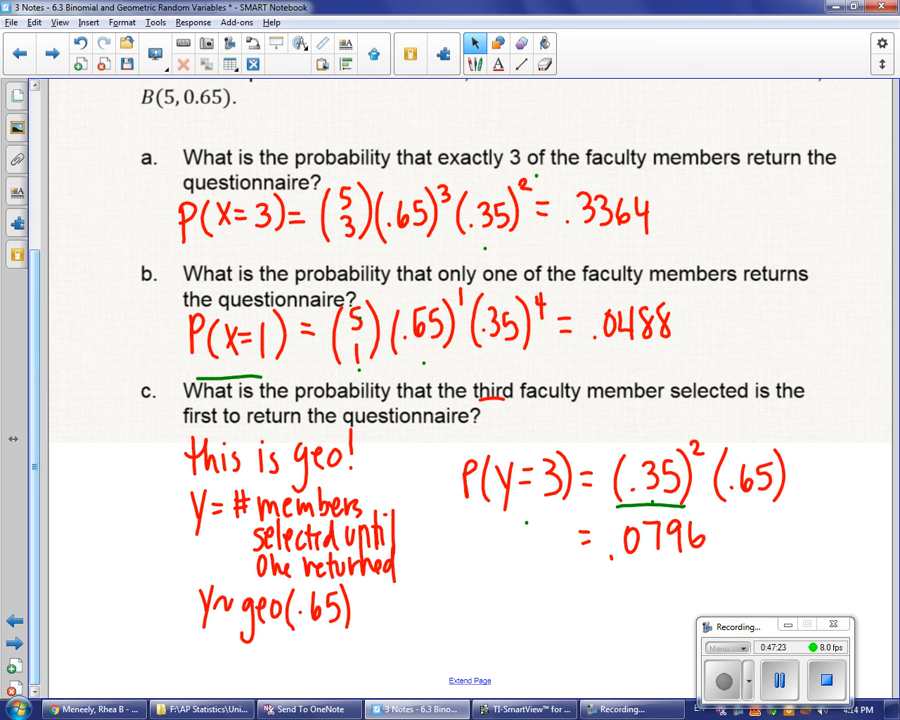 3 Notes - 6.3 Binomial and Geometric Random Variables * - SMART Notebook
File Edit View Insert Format Tools Response Add-ons Help
B(5, 0.65).
a. What is the probability that exactly 3 of the faculty members return the
questionnaire?
P(X=3)= (5 3)(.65)^3(.35)^2 = .3364
b. What is the probability that only one of the faculty members returns
the questionnaire?
P(X=1) = (5 1)(.65)^1(.35)^4 = .0488
c. What is the probability that the third faculty member selected is the
first to return the questionnaire?
this is geo!
Y= # members
selected until
one returned
Y~geo(.65)
P(Y=3)= (.35)^2(.65)
= .0796
Recording...
Menu...
0:47:23 8.0 fps
Extend Page
Meneely, Rhea B - ... F:\AP Statistics\Uni... Send To OneNote 3 Notes - 6.3 Bino... TI-SmartView™ for ... Recording... 4:14 PM